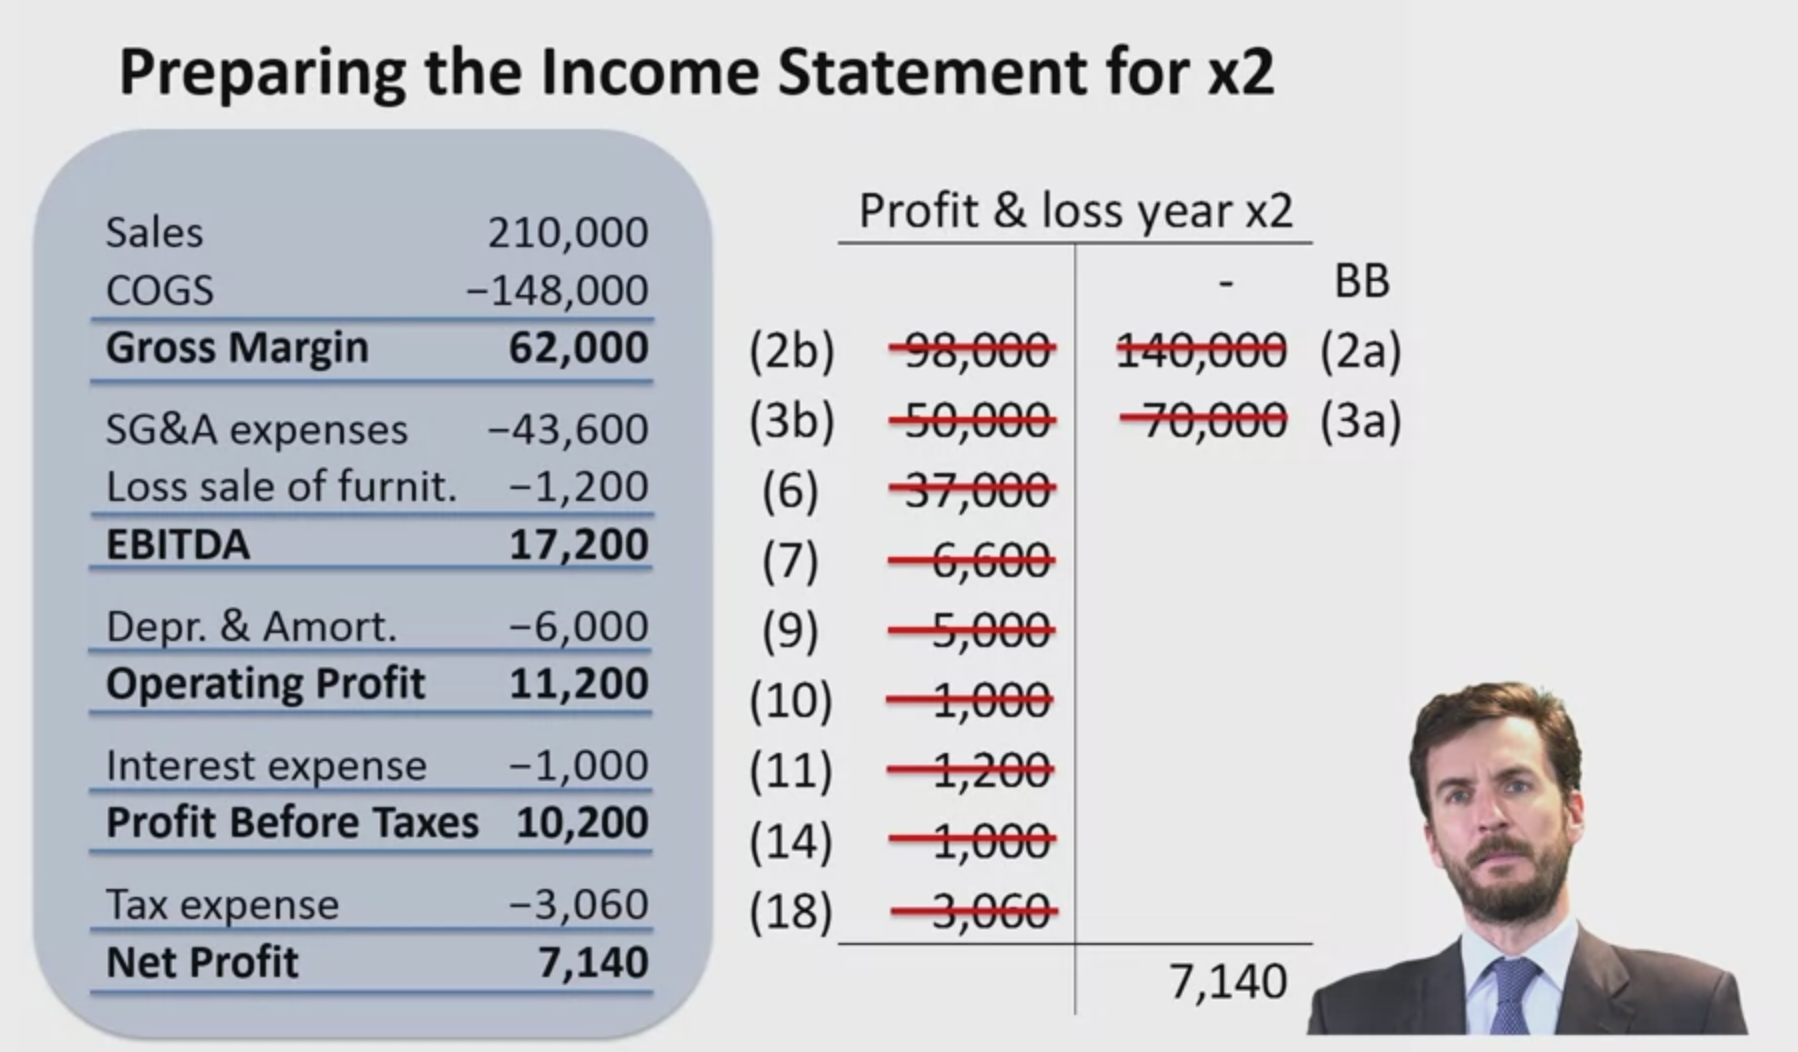 Preparing the Income Statement for x2
Sales 210,000
COGS −148,000
Gross Margin 62,000
SG&A expenses −43,600
Loss sale of furnit. −1,200
EBITDA 17,200
Depr. & Amort. −6,000
Operating Profit 11,200
Interest expense −1,000
Profit Before Taxes 10,200
Tax expense −3,060
Net Profit 7,140
Profit & loss year x2
- BB
(2b) 98,000 140,000 (2a)
(3b) 50,000 70,000 (3a)
(6) 37,000
(7) 6,600
(9) 5,000
(10) 1,000
(11) 1,200
(14) 1,000
(18) 3,060
7,140